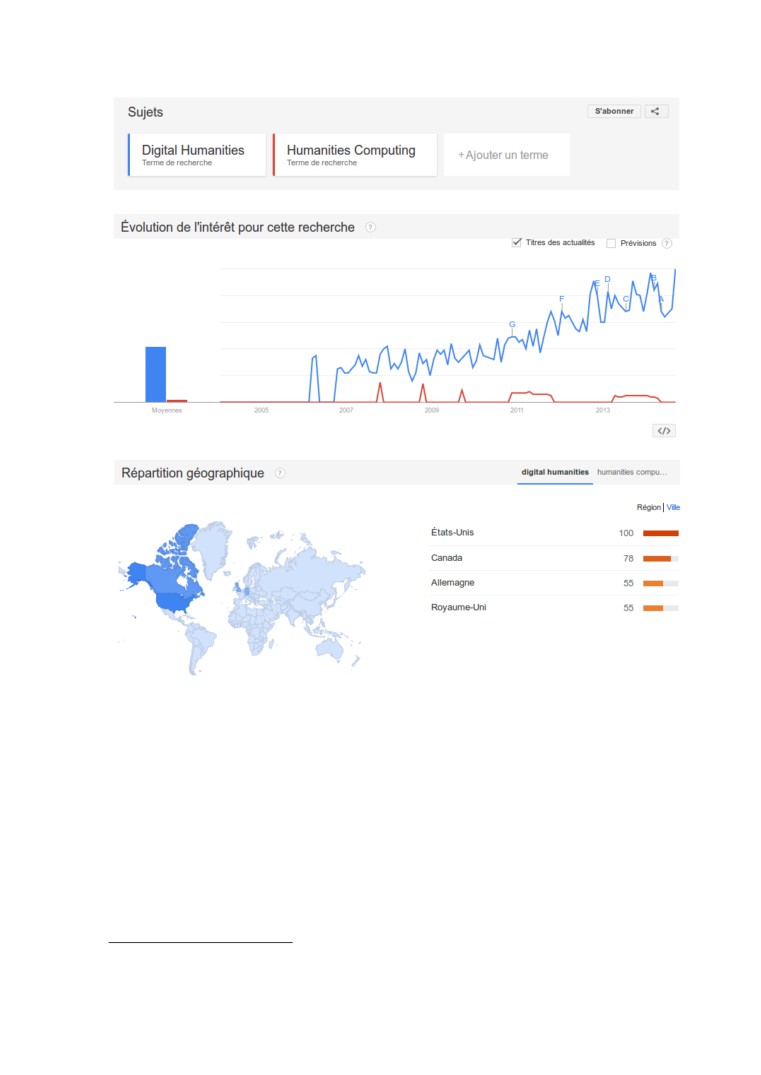 Sujets
S'abonner
Digital Humanities
Terme de recherche
Humanities Computing
Terme de recherche
+Ajouter un terme
Évolution de l'intérêt pour cette recherche ?
Titres des actualités
Prévisions ?
G
F
E
D
C
B
A
Moyennes
2005
2007
2009
2011
2013
</>
Répartition géographique ?
digital humanities
humanities compu...
Région | Ville
États-Unis 100
Canada 78
Allemagne 55
Royaume-Uni 55